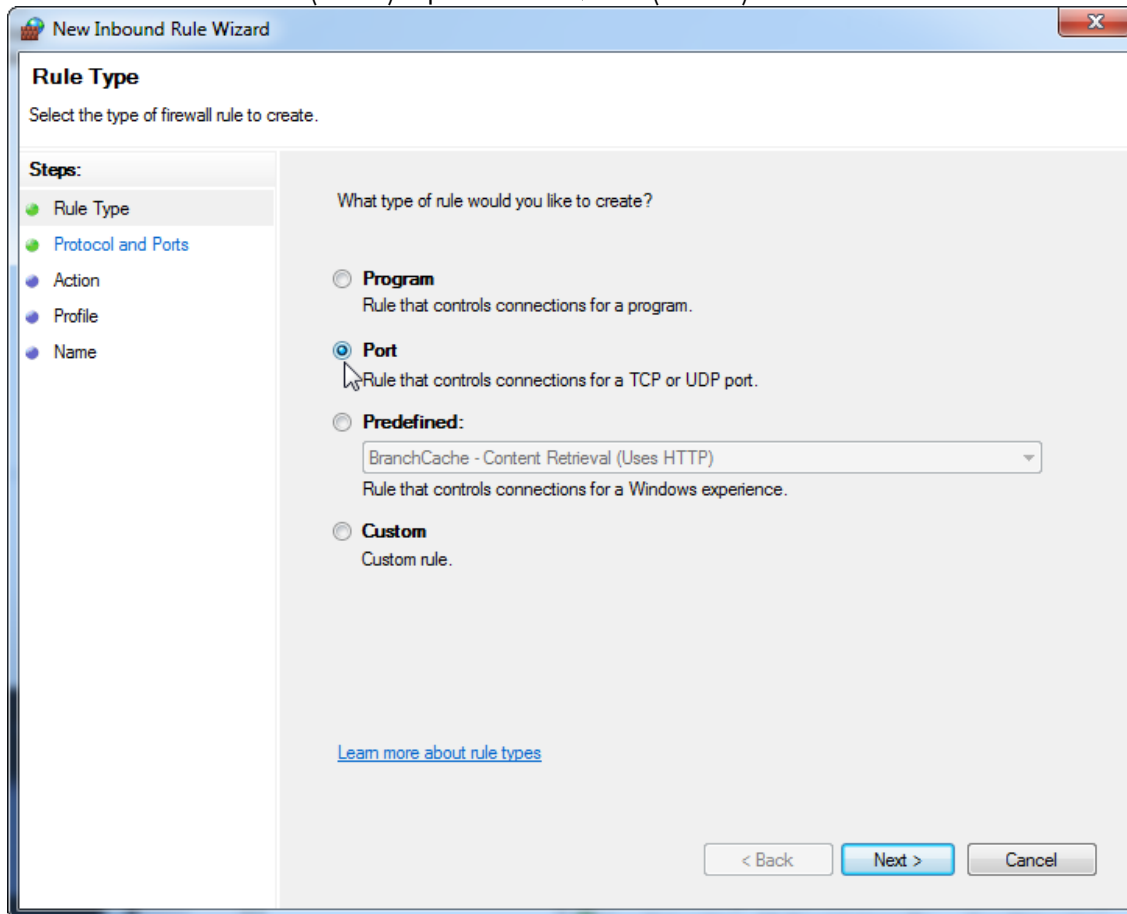 New Inbound Rule Wizard
Rule Type
Select the type of firewall rule to create.
Steps:
Rule Type
Protocol and Ports
Action
Profile
Name
What type of rule would you like to create?
Program
Rule that controls connections for a program.
Port
Rule that controls connections for a TCP or UDP port.
Predefined:
BranchCache - Content Retrieval (Uses HTTP)
Rule that controls connections for a Windows experience.
Custom
Custom rule.
Learn more about rule types
< Back
Next >
Cancel